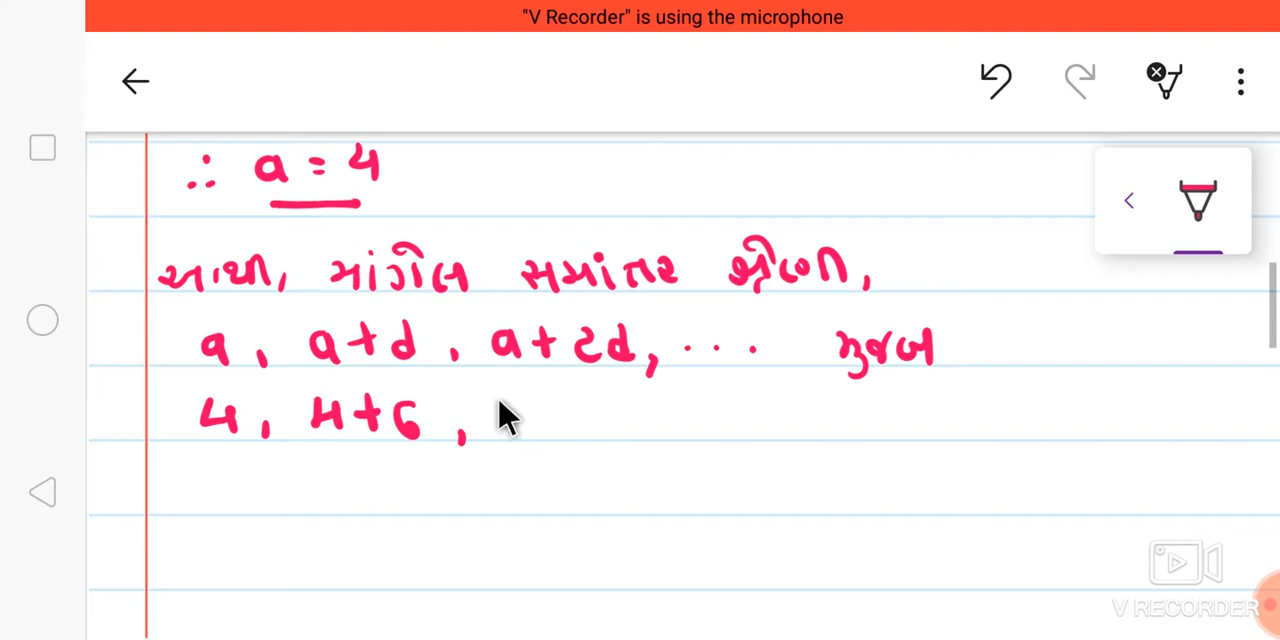 "V Recorder" is using the microphone
∴ a = 4
આથી, માંગેલ સમાંતર શ્રેણી,
a, a+d, a+2d, ... મુજબ
4, 4+6,
V RECORDER